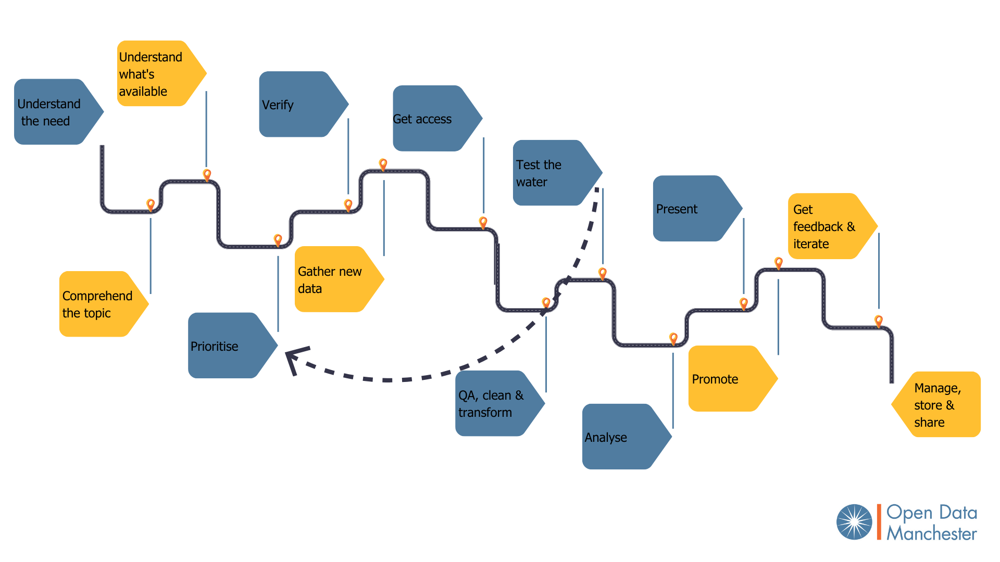 Understand
the need
Comprehend
the topic
Understand
what's
available
Prioritise
Verify
Gather new
data
Get access
QA, clean &
transform
Test the
water
Analyse
Present
Promote
Get
feedback &
iterate
Manage,
store &
share
Open Data
Manchester